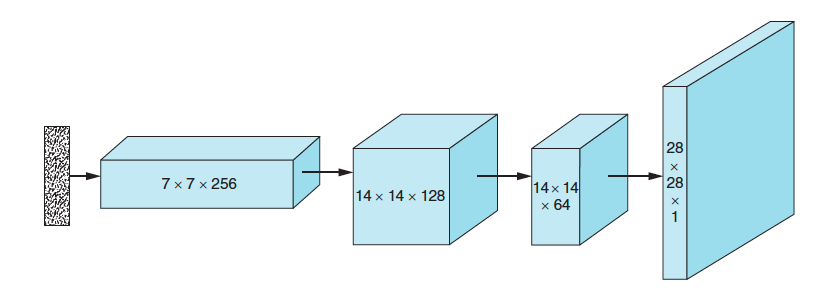 7 × 7 × 256
14 × 14 × 128
14 × 14
× 64
28
×
28
×
1